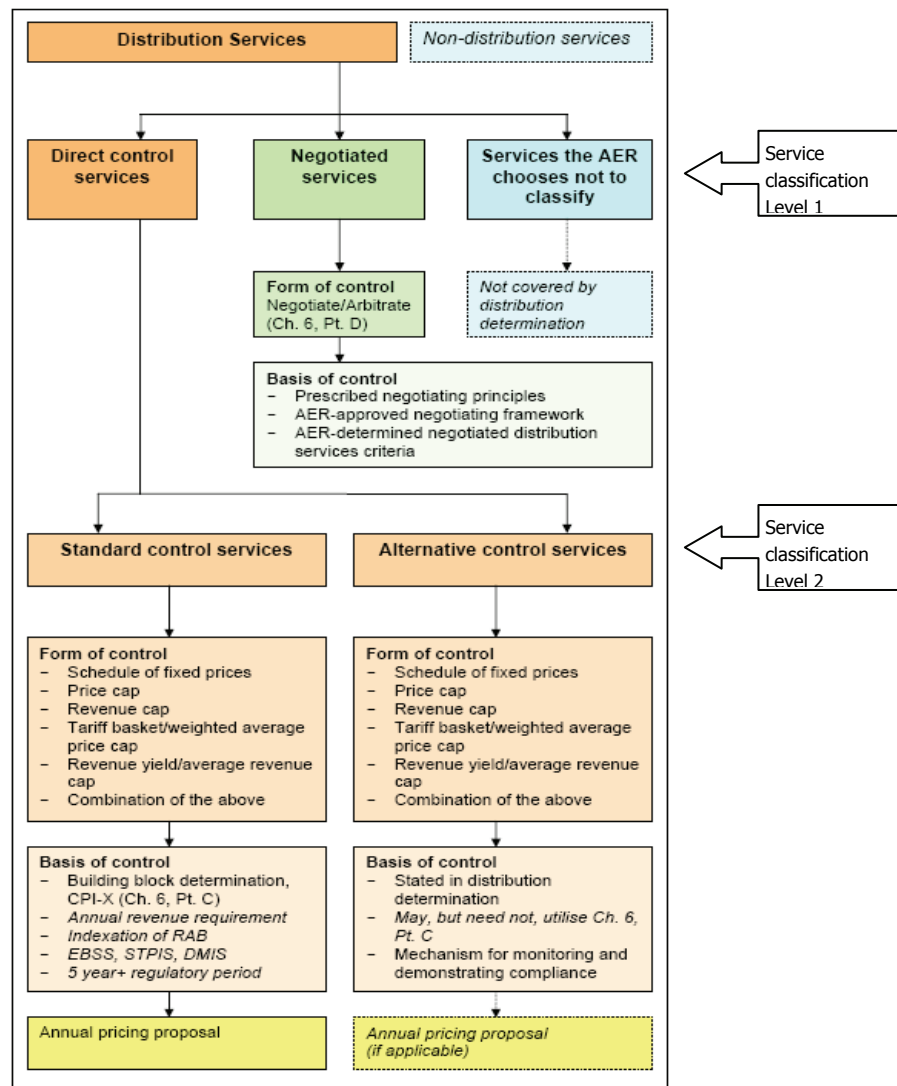 Distribution Services
Non-distribution services
Direct control
services
Negotiated
services
Services the AER
chooses not to
classify
Service
classification
Level 1
Form of control
Negotiate/Arbitrate
(Ch. 6, Pt. D)
Not covered by
distribution
determination
Basis of control
− Prescribed negotiating principles
− AER-approved negotiating framework
− AER-determined negotiated distribution
services criteria
Service
classification
Level 2
Standard control services
Alternative control services
Form of control
− Schedule of fixed prices
− Price cap
− Revenue cap
− Tariff basket/weighted average
price cap
− Revenue yield/average revenue
cap
− Combination of the above
Form of control
− Schedule of fixed prices
− Price cap
− Revenue cap
− Tariff basket/weighted average
price cap
− Revenue yield/average revenue
cap
− Combination of the above
Basis of control
− Building block determination,
CPI-X (Ch. 6, Pt. C)
− Annual revenue requirement
− Indexation of RAB
− EBSS, STPIS, DMIS
− 5 year+ regulatory period
Basis of control
− Stated in distribution
determination
− May, but need not, utilise Ch. 6,
Pt. C
− Mechanism for monitoring and
demonstrating compliance
Annual pricing proposal
Annual pricing proposal
(if applicable)